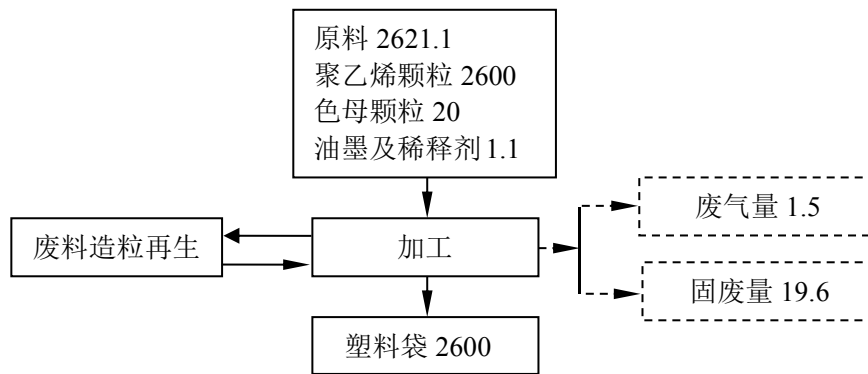 原料 2621.1
聚乙烯颗粒 2600
色母颗粒 20
油墨及稀释剂 1.1
废气量 1.5
废料造粒再生
加工
固废量 19.6
塑料袋 2600